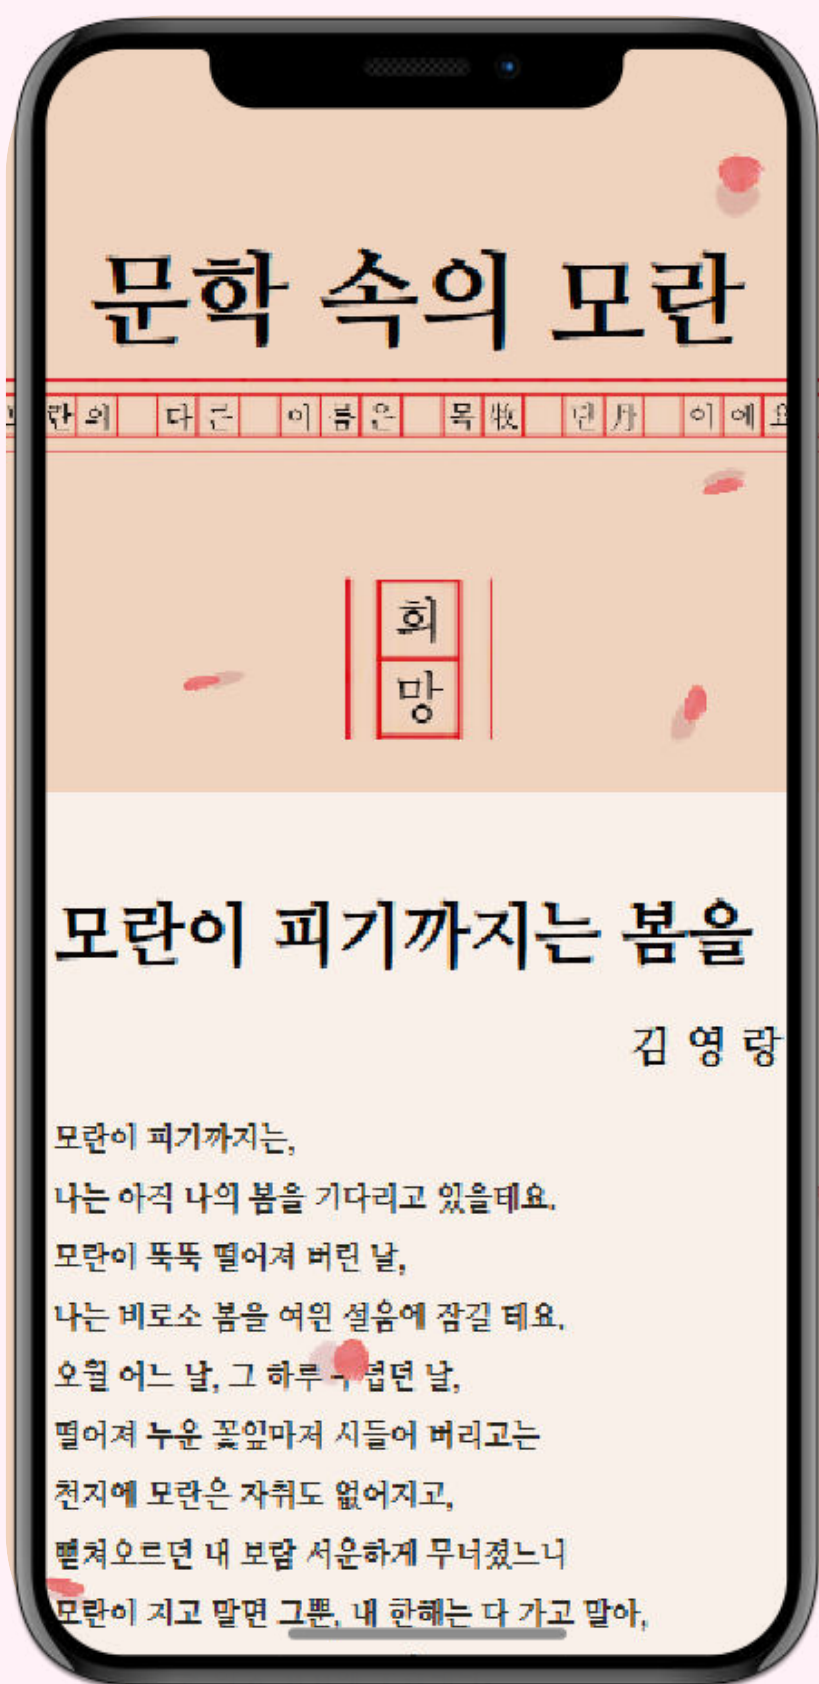 문학 속의 모란
란의 다른 이름은 목牧 단丹 이에요
희망
모란이 피기까지는 봄을
김영랑
모란이 피기까지는,
나는 아직 나의 봄을 기다리고 있을테요.
모란이 뚝뚝 떨어져 버린 날,
나는 비로소 봄을 여읜 설움에 잠길 테요.
오월 어느 날, 그 하루 날,
떨어져 누운 꽃잎마저 시들어 버리고는
천지에 모란은 자취도 없어지고,
뻗쳐오르던 내 보람 서운하게 무너졌느니
모란이 지고 말면 그뿐, 내 한해는 다 가고 말아,